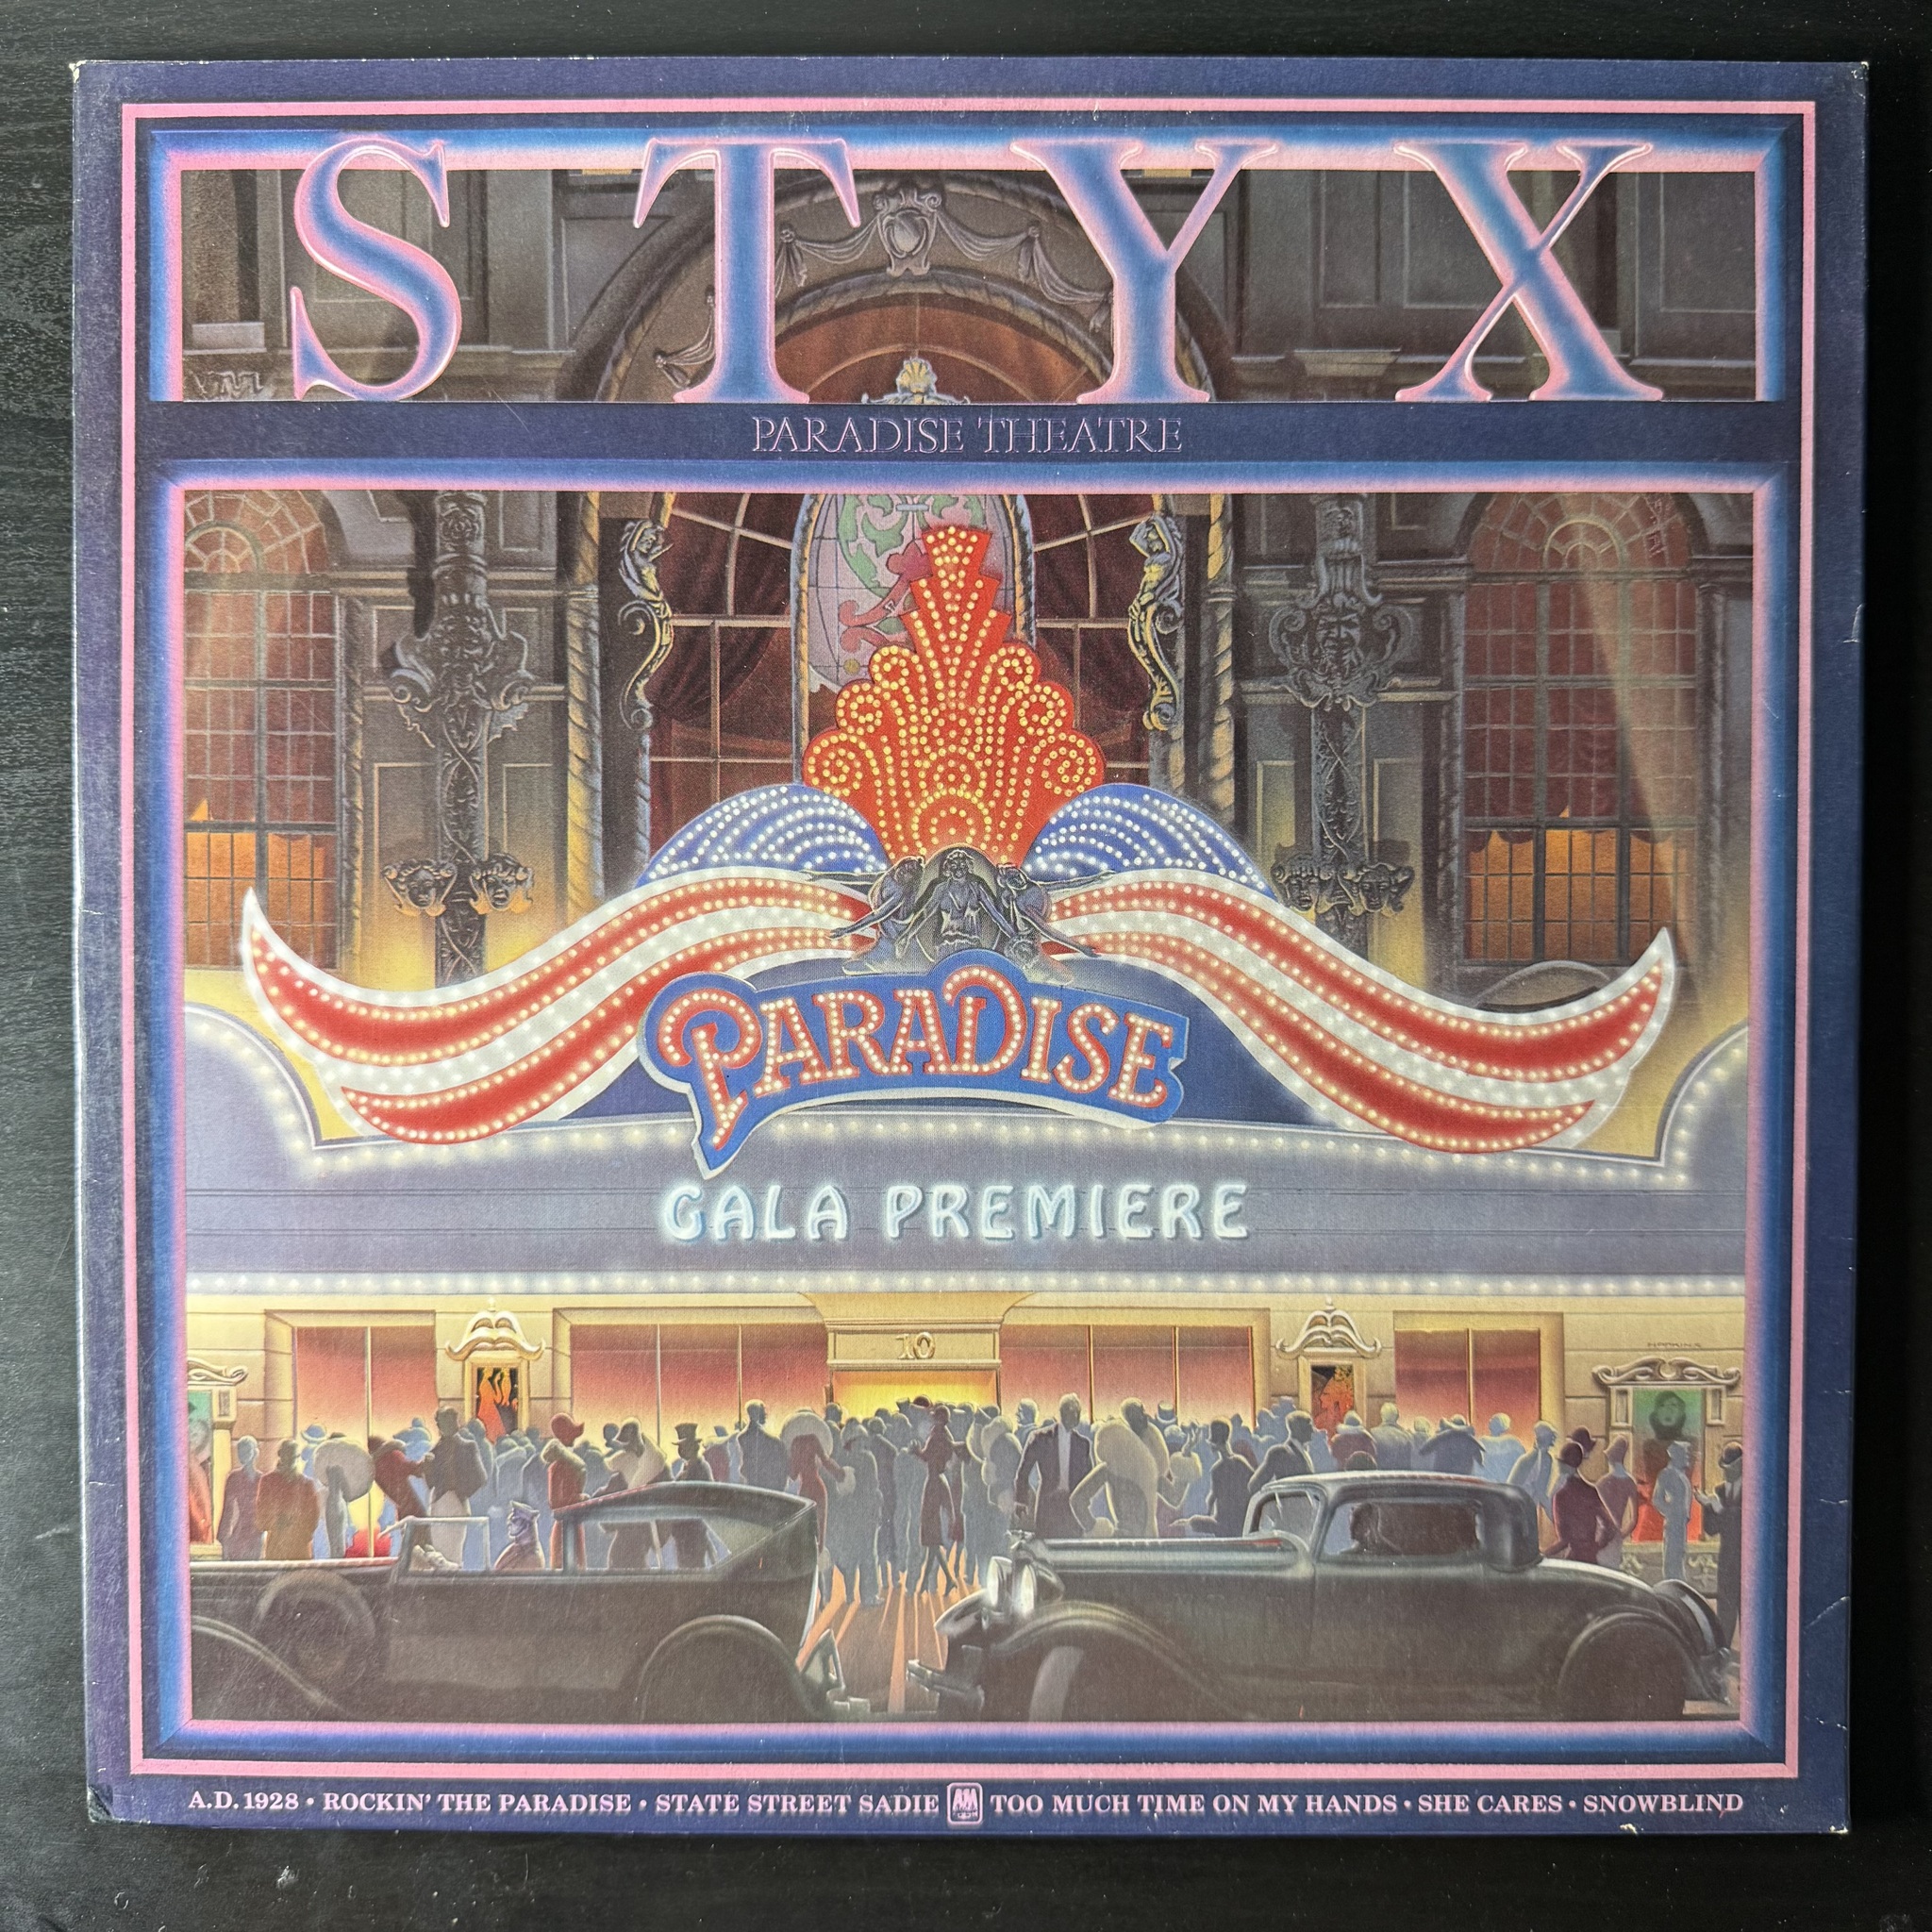 STYX
PARADISE THEATRE
PARADISE
GALA PREMIERE
10
A.D. 1928 • ROCKIN' THE PARADISE • STATE STREET SADIE A&M TOO MUCH TIME ON MY HANDS • SHE CARES • SNOWBLIND